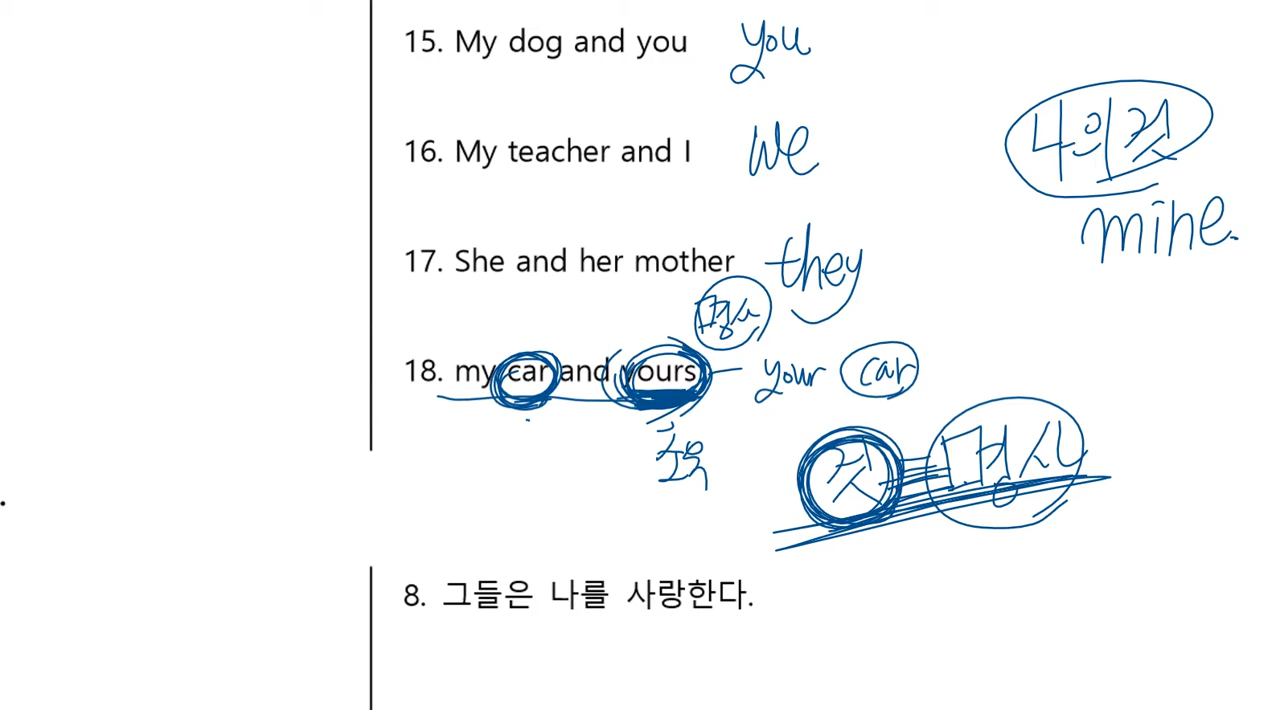 15. My dog and you you
16. My teacher and I we
나의 것
mine.
17. She and her mother they
명사
18. my car and yours your car
것 = 명사
8. 그들은 나를 사랑한다.